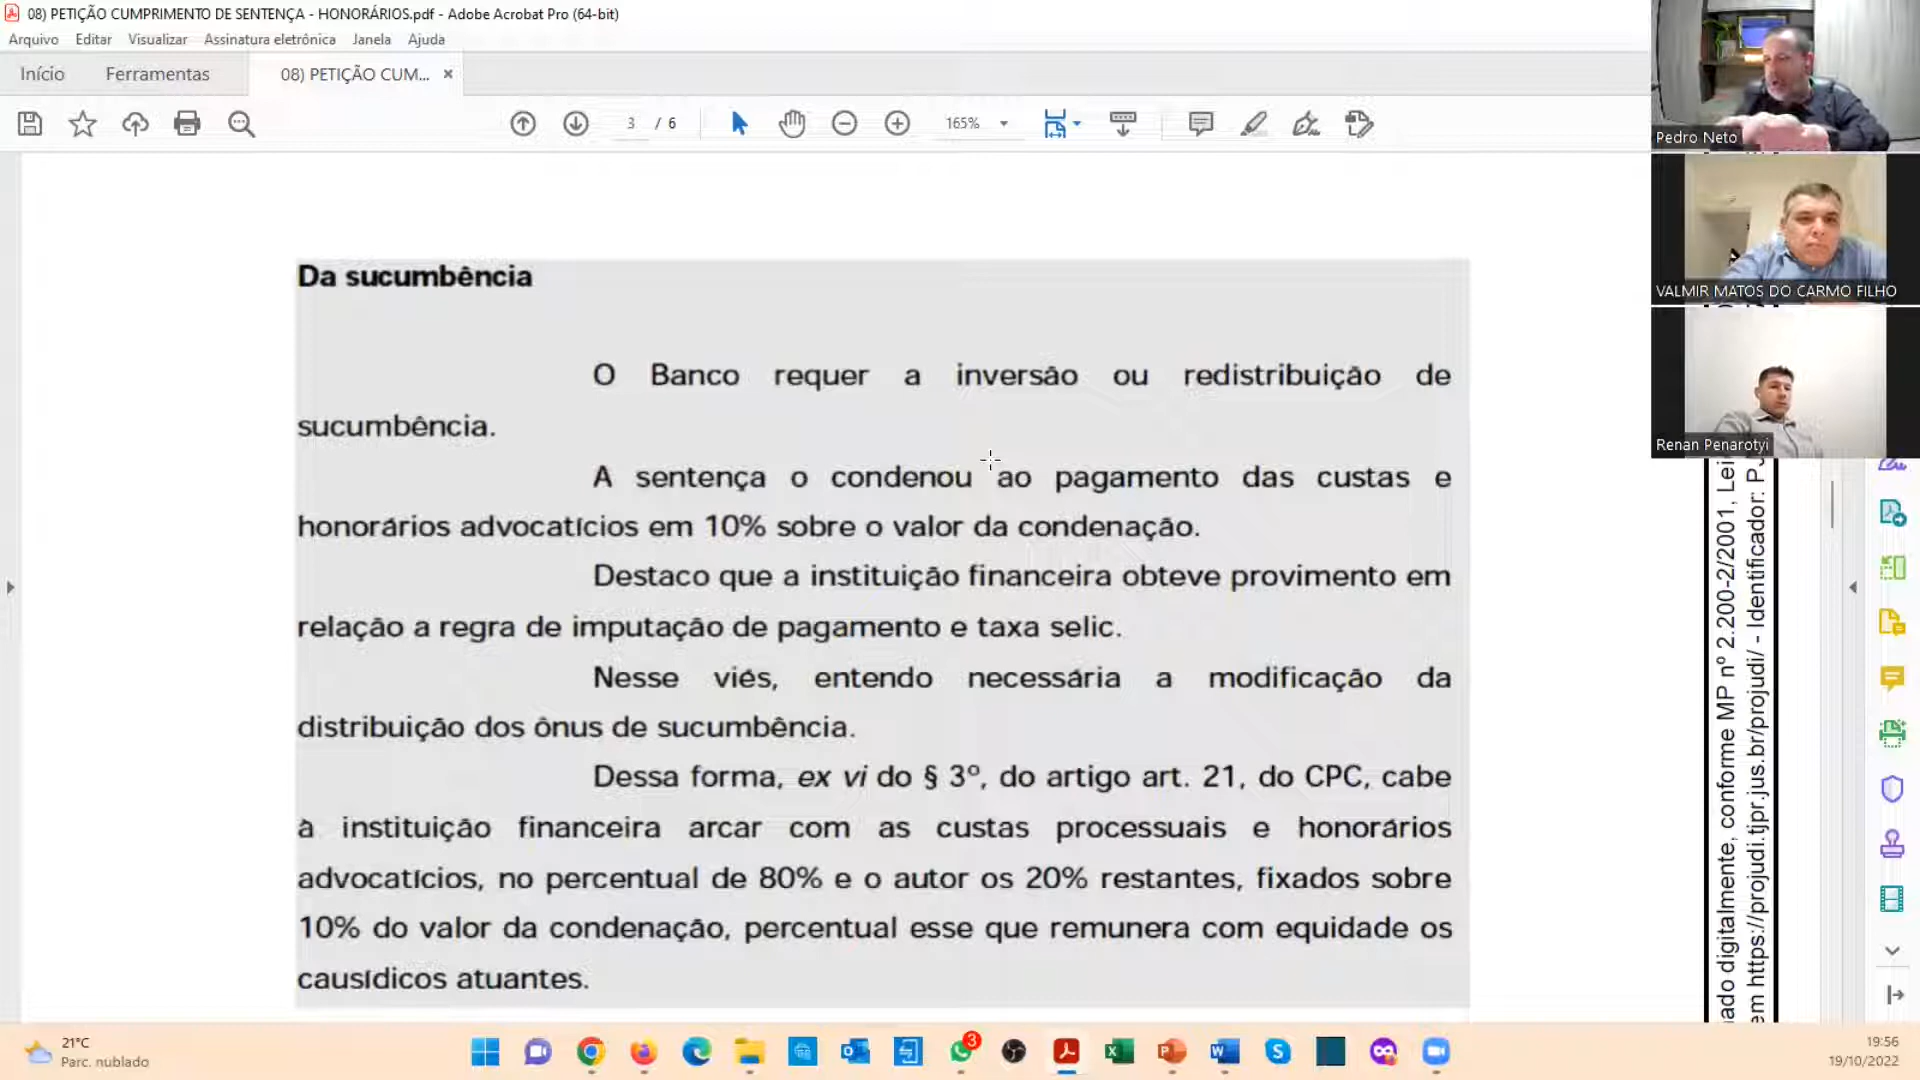 08) PETIÇÃO CUMPRIMENTO DE SENTENÇA - HONORÁRIOS.pdf - Adobe Acrobat Pro (64-bit)
Arquivo Editar Visualizar Assinatura eletrônica Janela Ajuda
Início Ferramentas 08) PETIÇÃO CUM... ×
3 / 6 165%
Da sucumbência
O Banco requer a inversão ou redistribuição de
sucumbência.
A sentença o condenou ao pagamento das custas e
honorários advocatícios em 10% sobre o valor da condenação.
Destaco que a instituição financeira obteve provimento em
relação a regra de imputação de pagamento e taxa selic.
Nesse viés, entendo necessária a modificação da
distribuição dos ônus de sucumbência.
Dessa forma, ex vi do § 3º, do artigo art. 21, do CPC, cabe
à instituição financeira arcar com as custas processuais e honorários
advocatícios, no percentual de 80% e o autor os 20% restantes, fixados sobre
10% do valor da condenação, percentual esse que remunera com equidade os
causídicos atuantes.
nado digitalmente, conforme MP nº 2.200-2/2001, Lei
em https://projudi.tjpr.jus.br/projudi/ - Identificador: PJ
Pedro Neto
VALMIR MATOS DO CARMO FILHO
Renan Penarotyi
21°C
Parc. nublado
3
19:56
19/10/2022